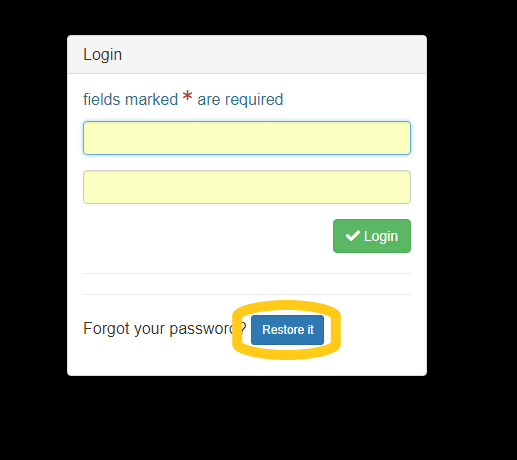 Login
fields marked * are required
Login
Forgot your password? Restore it